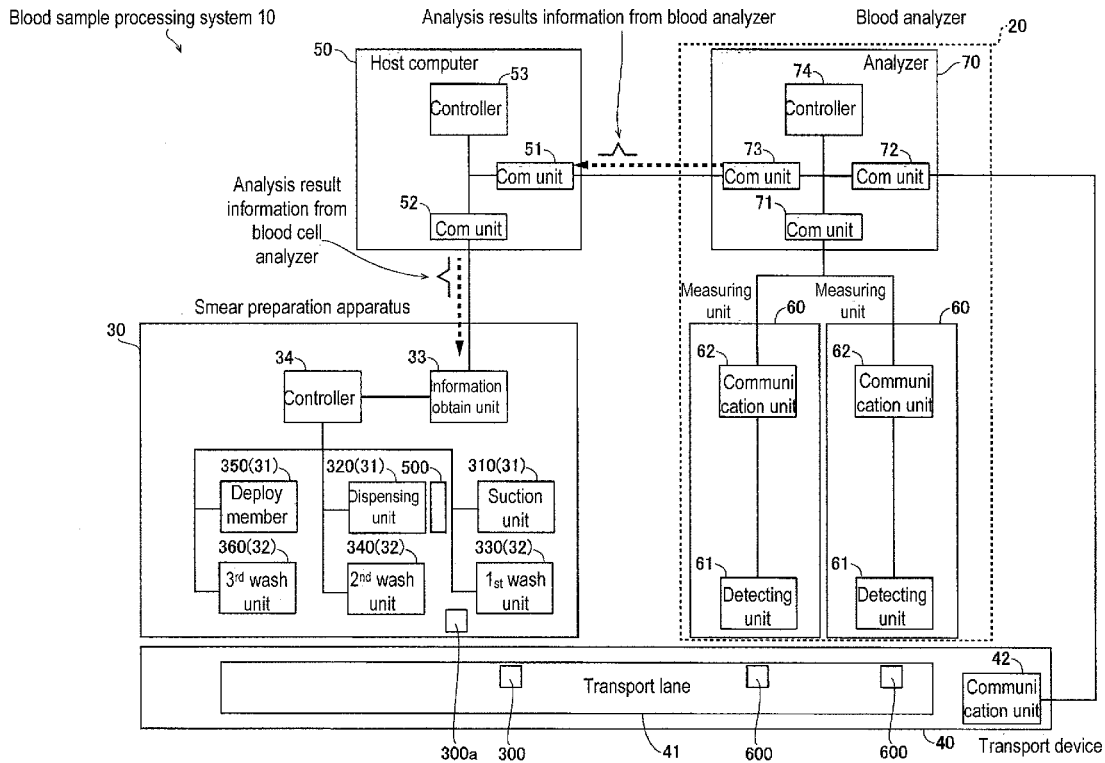 Blood sample processing system 10
Analysis results information from blood analyzer
Blood analyzer
20
50
Host computer
53
Controller
51
Com unit
52
Com unit
Analyzer
70
74
Controller
73
Com unit
72
Com unit
71
Com unit
Analysis result
information from
blood cell
analyzer
Smear preparation apparatus
30
34
Controller
33
Information
obtain unit
350(31)
Deploy
member
320(31)
Dispensing
unit
500
310(31)
Suction
unit
360(32)
3rd wash
unit
340(32)
2nd wash
unit
330(32)
1st wash
unit
Measuring
unit
60
62
Communi
cation unit
61
Detecting
unit
Measuring
unit
60
62
Communi
cation unit
61
Detecting
unit
Transport lane
42
Communi
cation unit
300a
300
41
600
600
40
Transport device